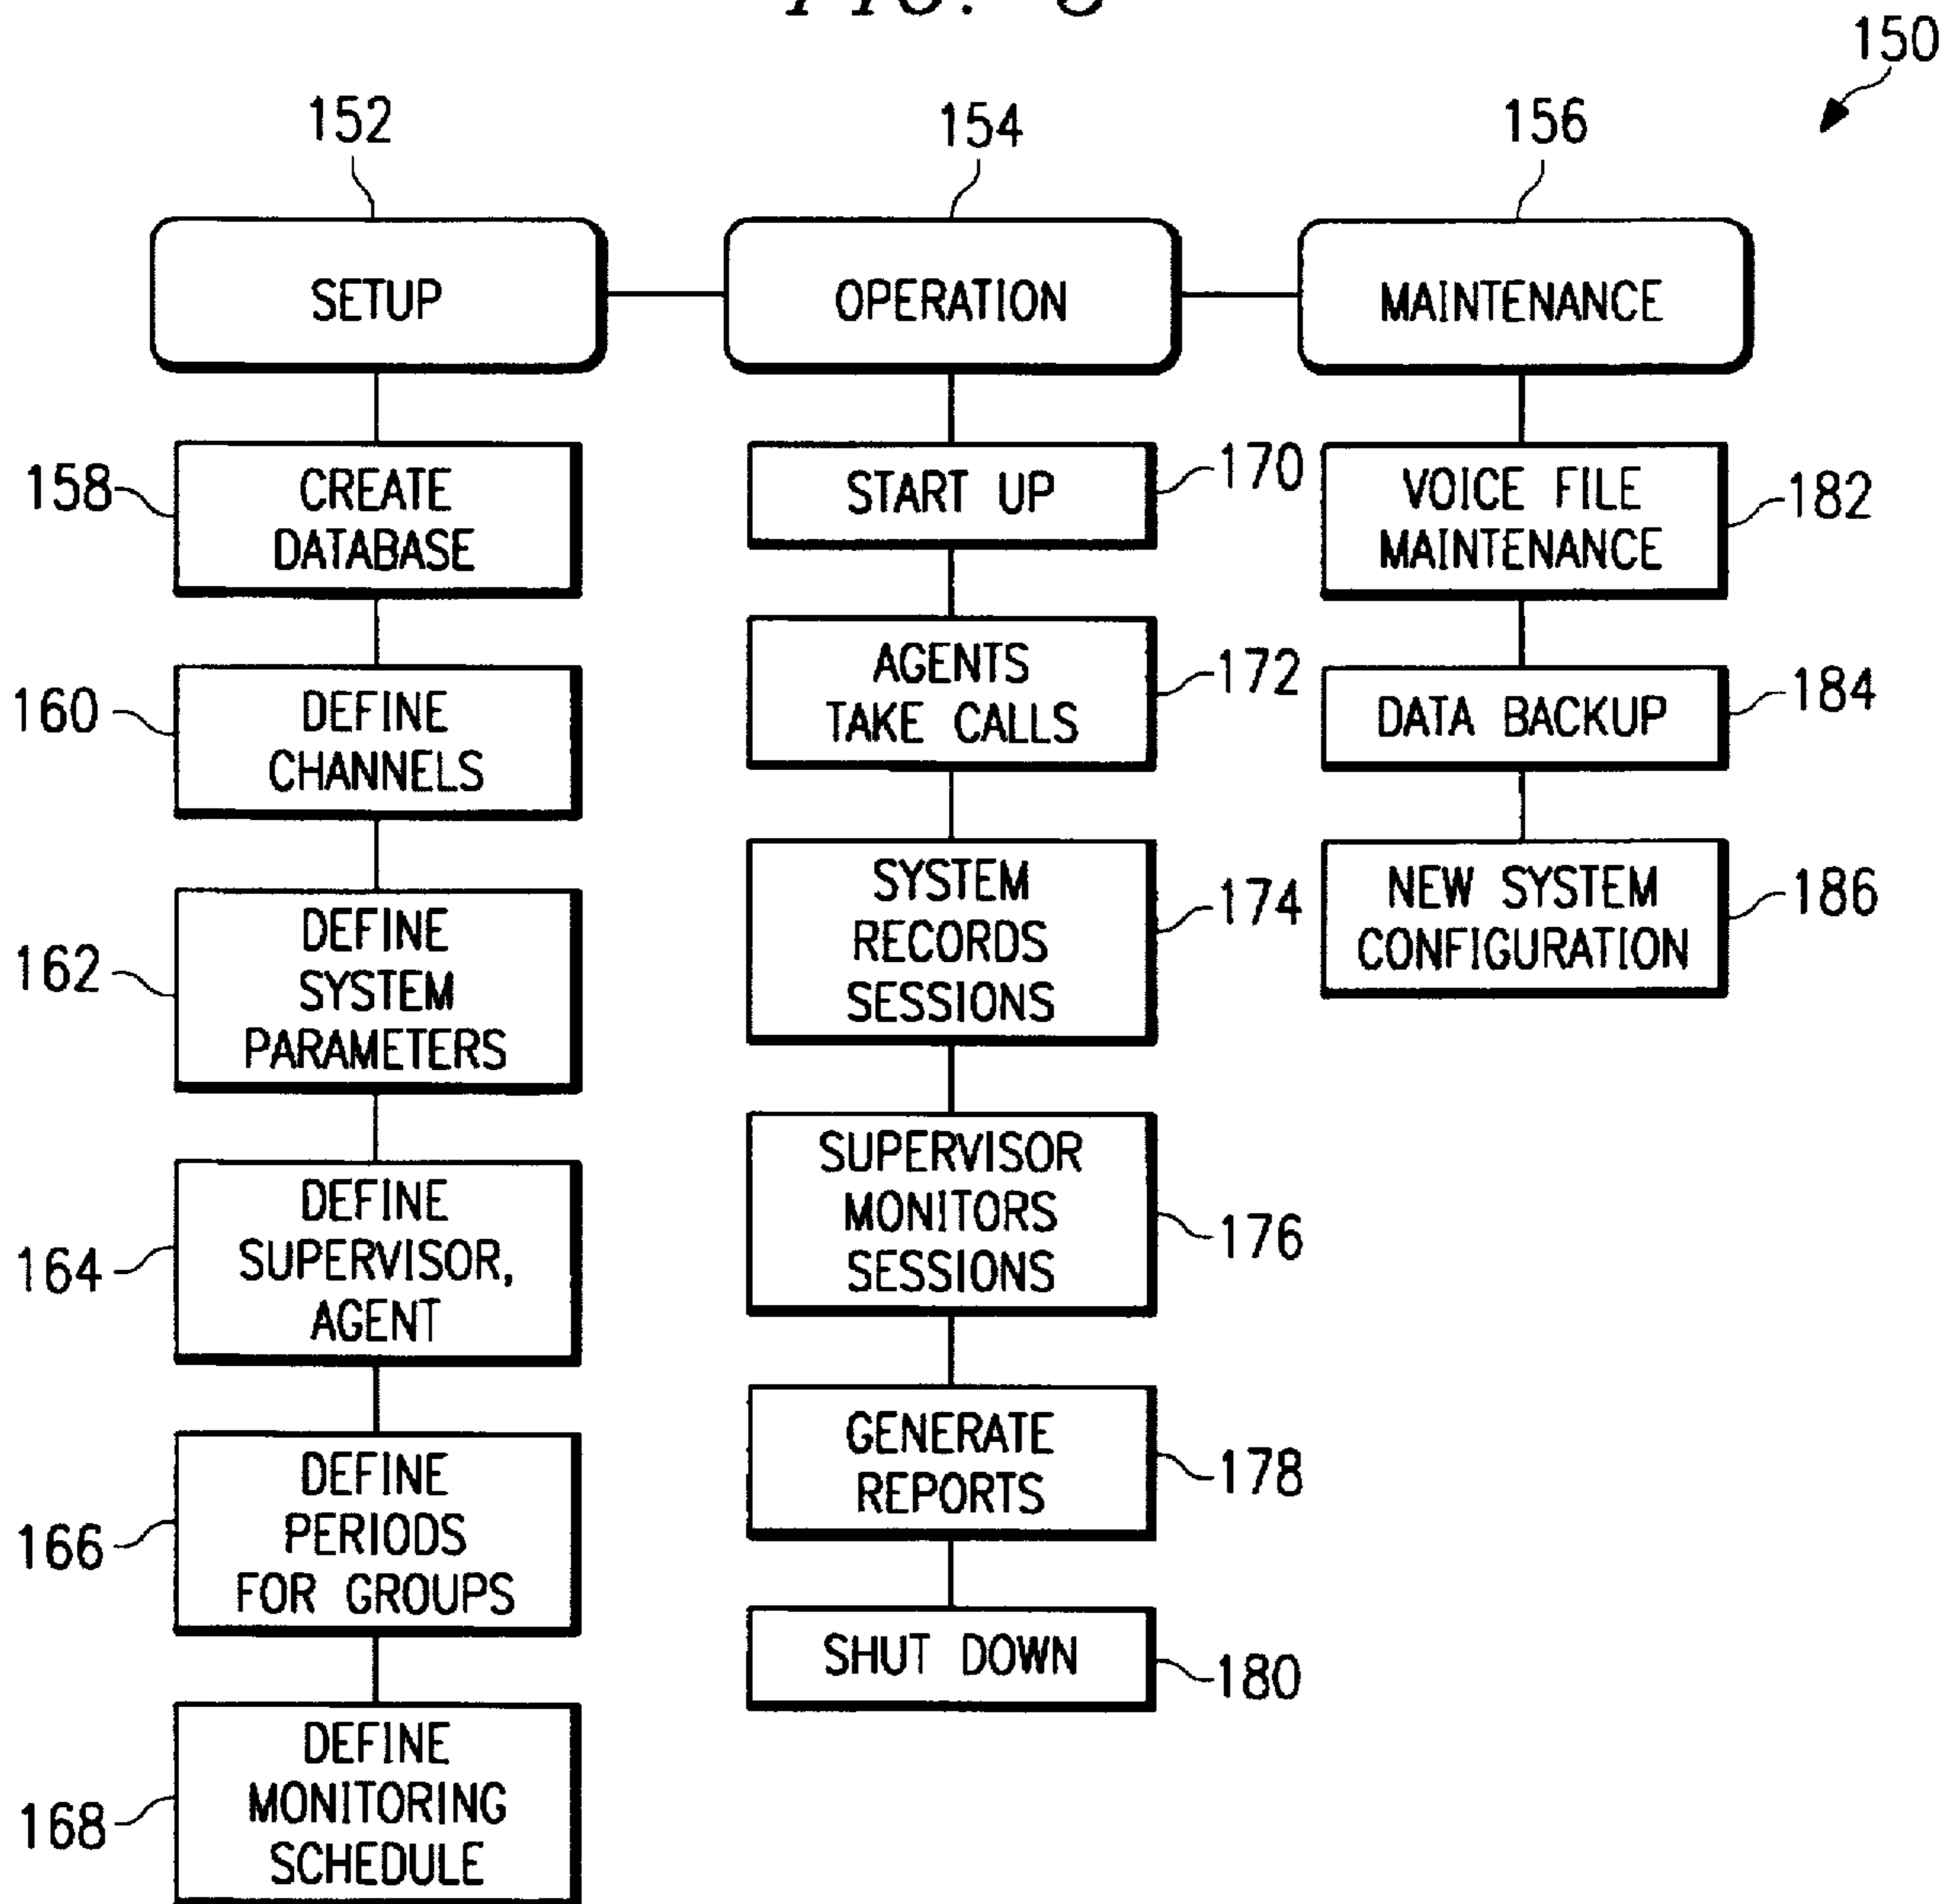 150
152
154
156
SETUP
OPERATION
MAINTENANCE
158
CREATE
DATABASE
160
DEFINE
CHANNELS
162
DEFINE
SYSTEM
PARAMETERS
164
DEFINE
SUPERVISOR,
AGENT
166
DEFINE
PERIODS
FOR GROUPS
168
DEFINE
MONITORING
SCHEDULE
START UP
170
AGENTS
TAKE CALLS
172
SYSTEM
RECORDS
SESSIONS
174
SUPERVISOR
MONITORS
SESSIONS
176
GENERATE
REPORTS
178
SHUT DOWN
180
VOICE FILE
MAINTENANCE
182
DATA BACKUP
184
NEW SYSTEM
CONFIGURATION
186